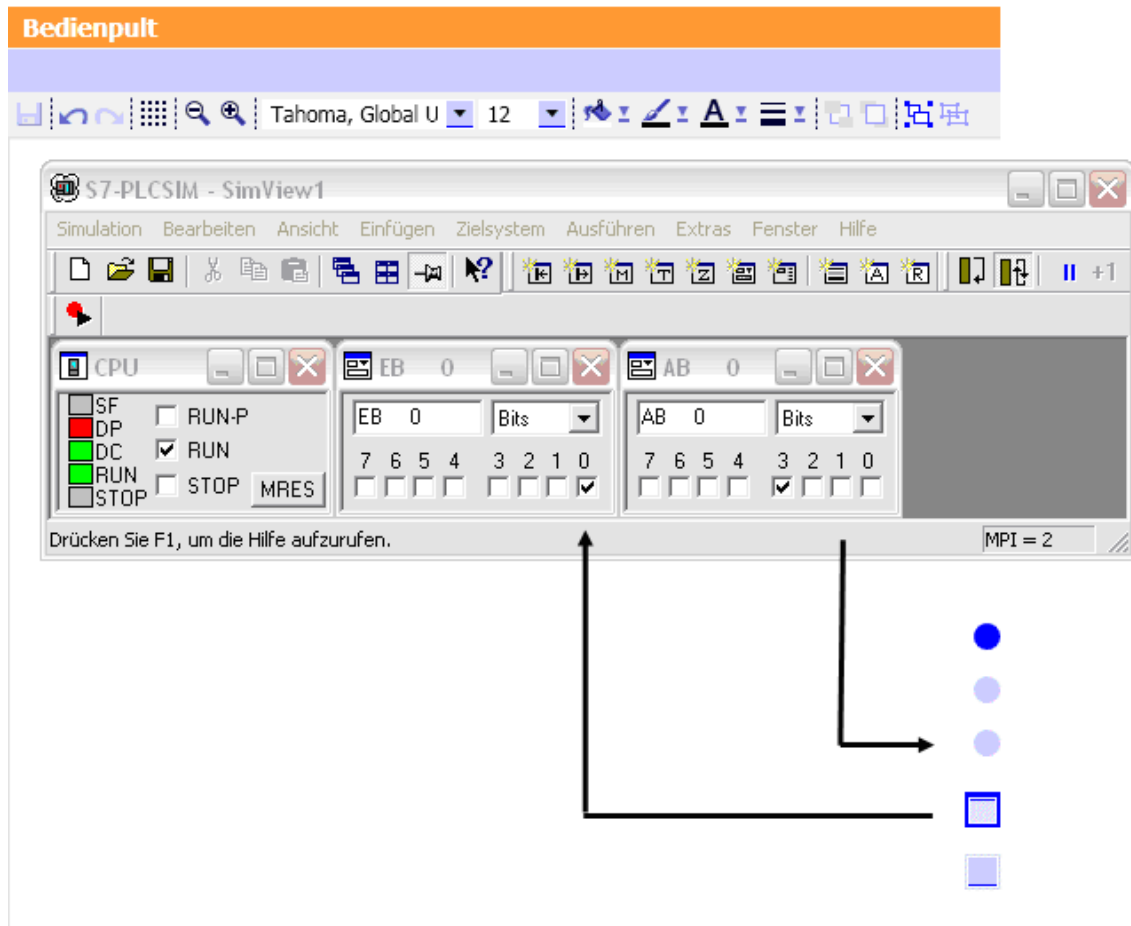 Bedienpult
Tahoma, Global U 12 A
S7-PLCSIM - SimView1
Simulation Bearbeiten Ansicht Einfügen Zielsystem Ausführen Extras Fenster Hilfe
? M T Z A R +1
CPU EB 0 AB 0
SF RUN-P EB 0 Bits AB 0 Bits
DP
DC RUN 7 6 5 4 3 2 1 0 7 6 5 4 3 2 1 0
RUN
STOP STOP MRES
Drücken Sie F1, um die Hilfe aufzurufen. MPI = 2